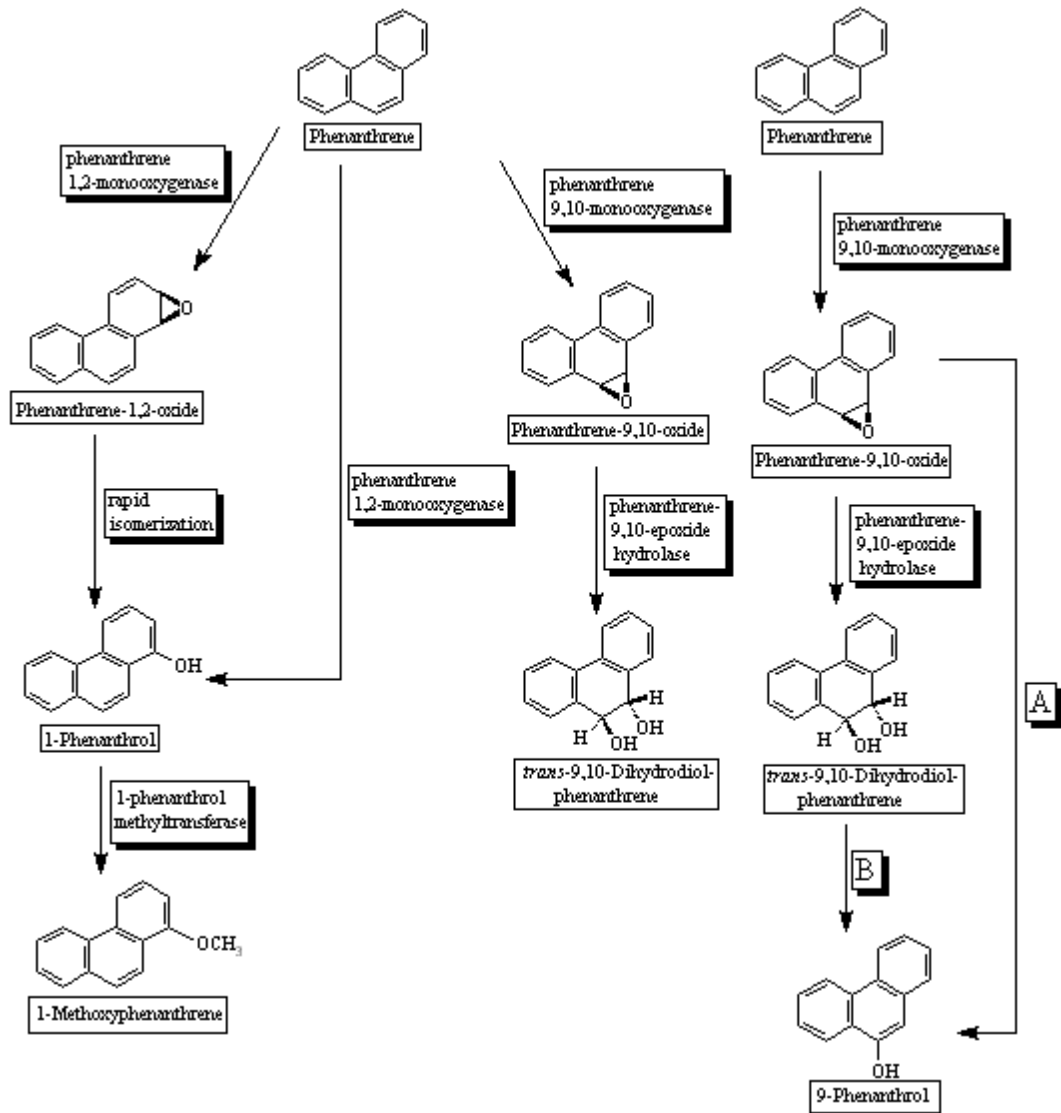 Phenanthrene
Phenanthrene
phenanthrene
1,2-monooxygenase
phenanthrene
9,10-monooxygenase
phenanthrene
9,10-monooxygenase
O
Phenanthrene-1,2-oxide
O
Phenanthrene-9,10-oxide
O
Phenanthrene-9,10-oxide
rapid
isomerization
phenanthrene
1,2-monooxygenase
phenanthrene-
9,10-epoxide
hydrolase
phenanthrene-
9,10-epoxide
hydrolase
OH
1-Phenanthrol
H
OH
H
OH
trans-9,10-Dihydrodiol-
phenanthrene
H
OH
H
OH
trans-9,10-Dihydrodiol-
phenanthrene
A
1-phenanthrol
methyltransferase
B
OCH3
1-Methoxyphenanthrene
OH
9-Phenanthrol